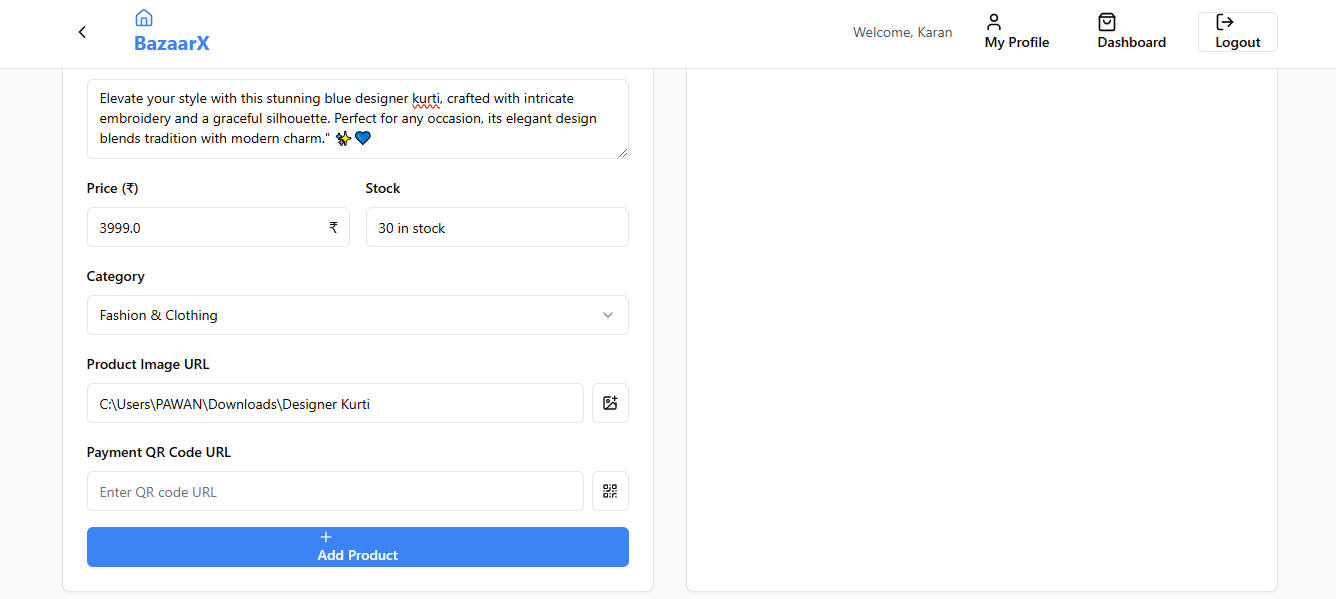 BazaarX
Welcome, Karan
My Profile
Dashboard
Logout
Elevate your style with this stunning blue designer kurti, crafted with intricate
embroidery and a graceful silhouette. Perfect for any occasion, its elegant design
blends tradition with modern charm." ✨💙
Price (₹)
Stock
3999.0 ₹
30 in stock
Category
Fashion & Clothing
Product Image URL
C:\Users\PAWAN\Downloads\Designer Kurti
Payment QR Code URL
Enter QR code URL
Add Product